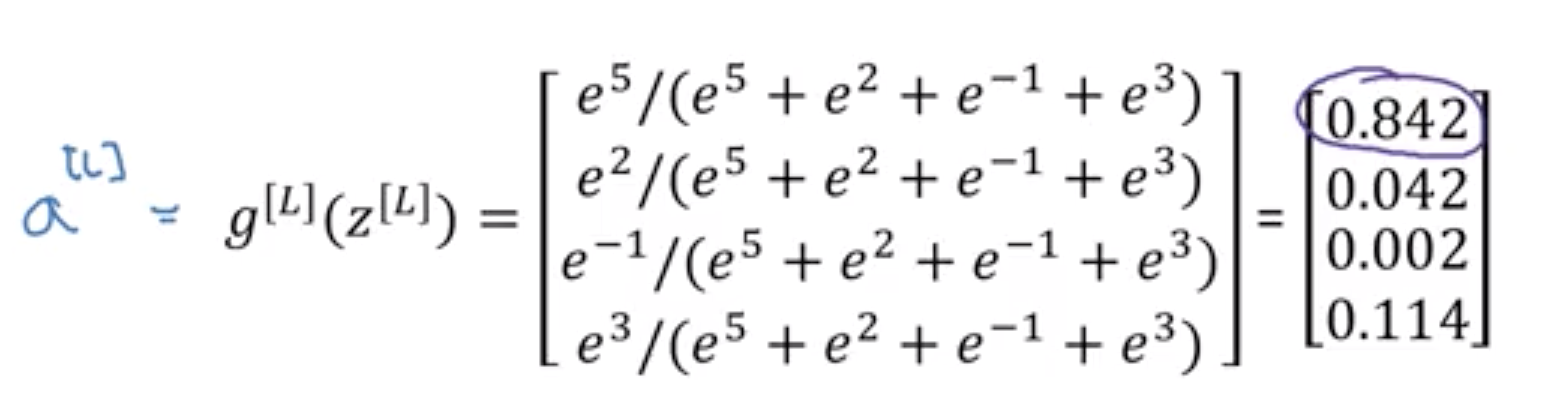 a^[L] = g^[L](z^[L]) = [ e^5/(e^5 + e^2 + e^−1 + e^3) ] = [ 0.842 ]
e^2/(e^5 + e^2 + e^−1 + e^3) 0.042
e^−1/(e^5 + e^2 + e^−1 + e^3) 0.002
e^3/(e^5 + e^2 + e^−1 + e^3) 0.114